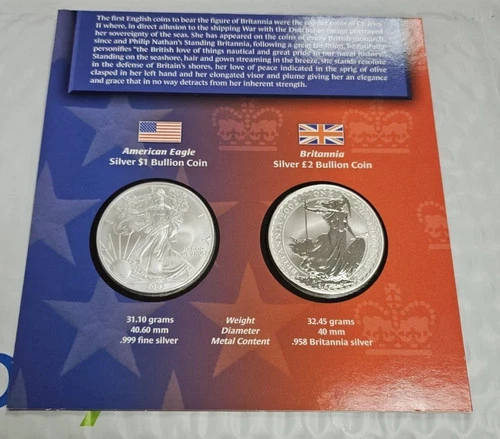 The first English coins to bear the figure of Britannia were the copper coins of
II where, in direct allusion to the shipping War with the Dutch, portrayed
her sovereignty of the seas. She has appeared on the coins of every British monarch
since and Philip Nathan's Standing Britannia, following a great tradition, beautifully
personifies "the British love of things nautical and great pride in our naval history".
Standing on the seashore, hair and gown streaming in the breeze, she stands resolute
in the defense of Britain's shores, her love of peace indicated in the sprig of olive
clasped in her left hand and her elongated visor and plume giving her an elegance
and grace that in no way detracts from her inherent strength.
American Eagle
Silver $1 Bullion Coin
Britannia
Silver £2 Bullion Coin
31.10 grams Weight 32.45 grams
40.60 mm Diameter 40 mm
.999 fine silver Metal Content .958 Britannia silver